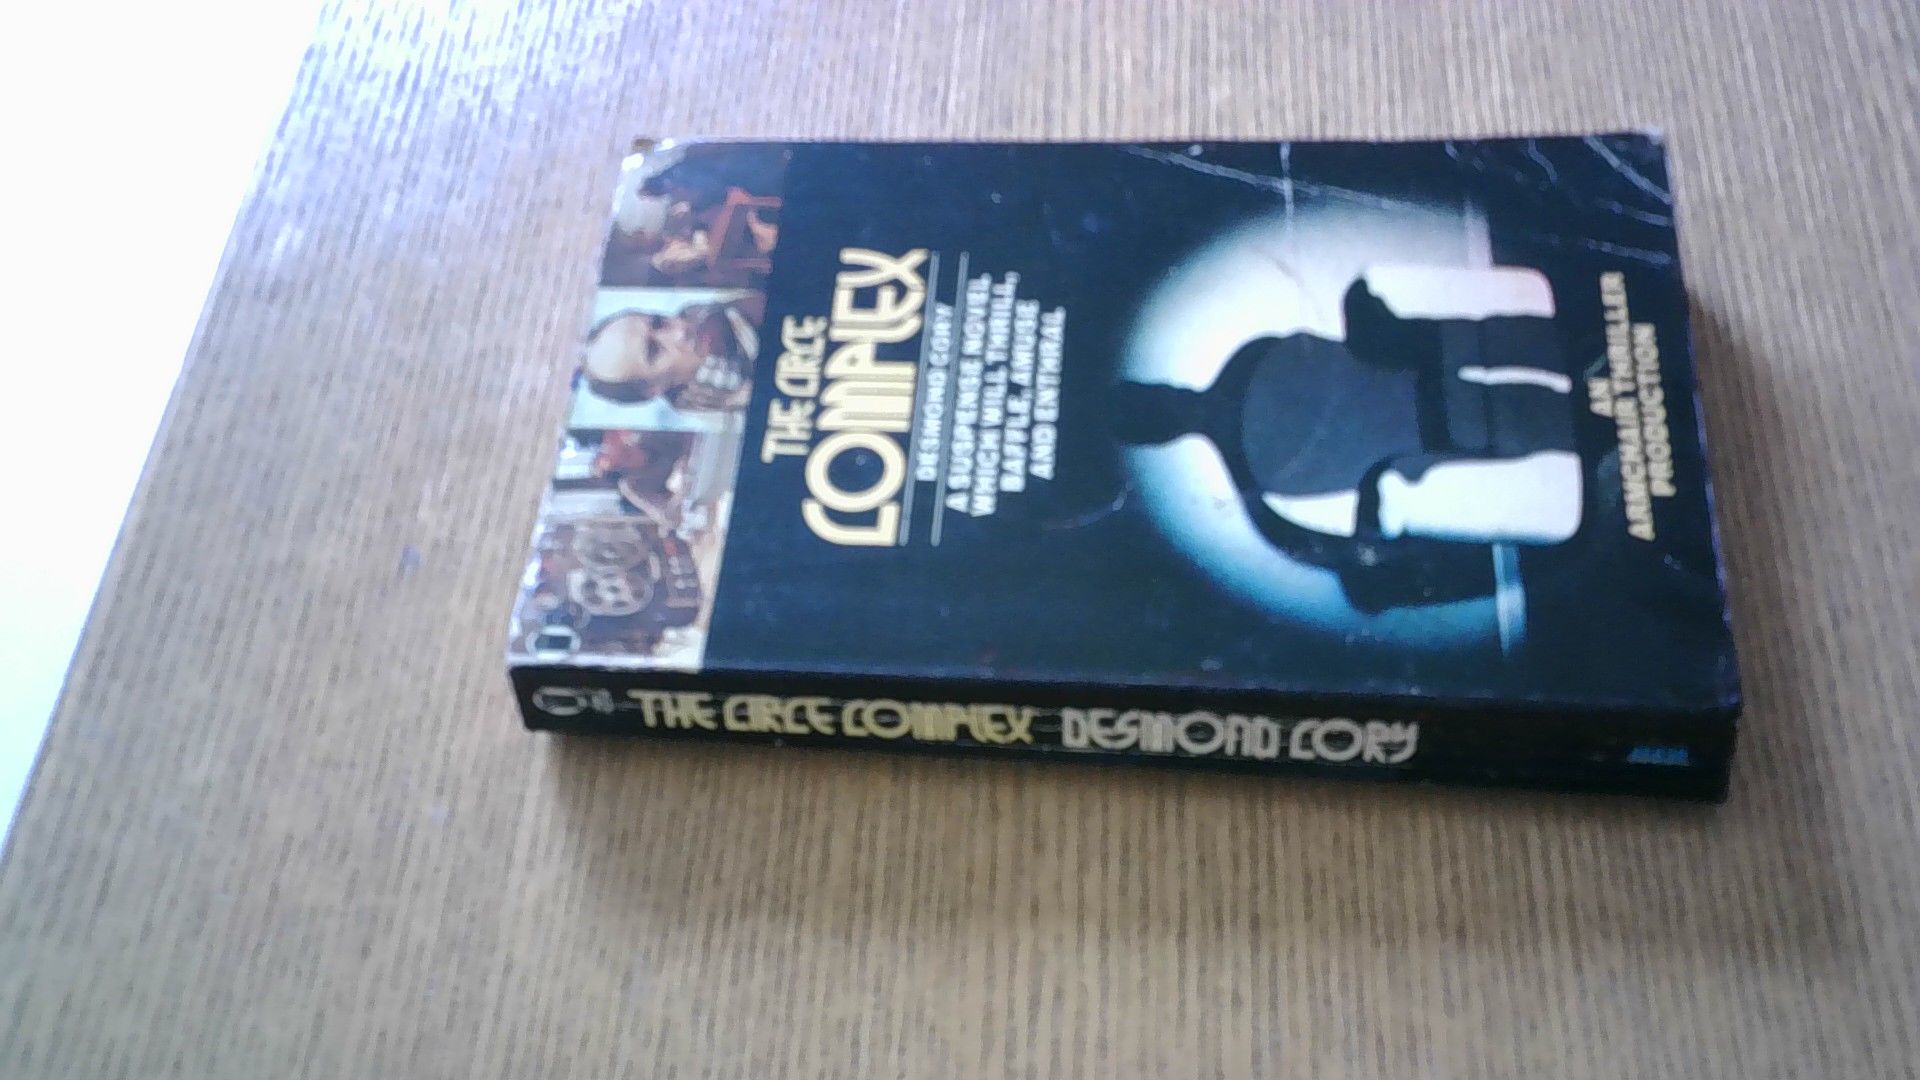 THE CIRCE
COMPLEX
DESMOND CORY
A SUSPENSE NOVEL
WHICH WILL THRILL,
BAFFLE, AMUSE
AND ENTHRAL
AN
ARMCHAIR THRILLER
PRODUCTION
THE CIRCE COMPLEX DESMOND CORY